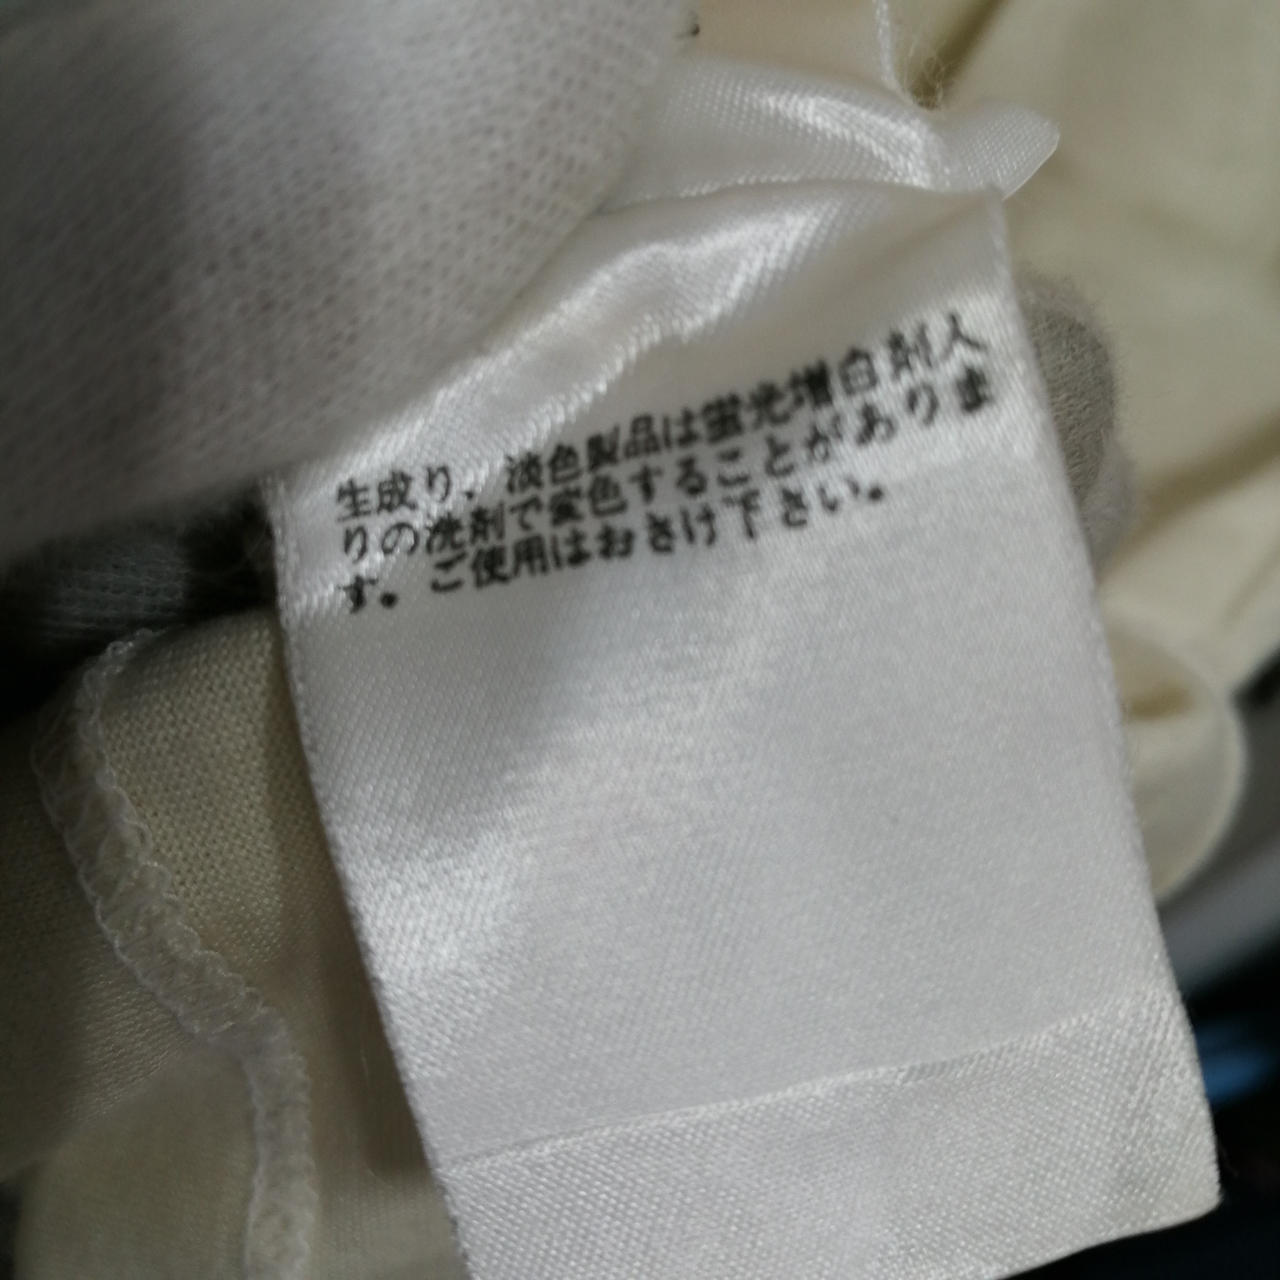 生成り、淡色製品は蛍光増白剤入
りの洗剤で変色することがありま
す。ご使用はおさけ下さい。